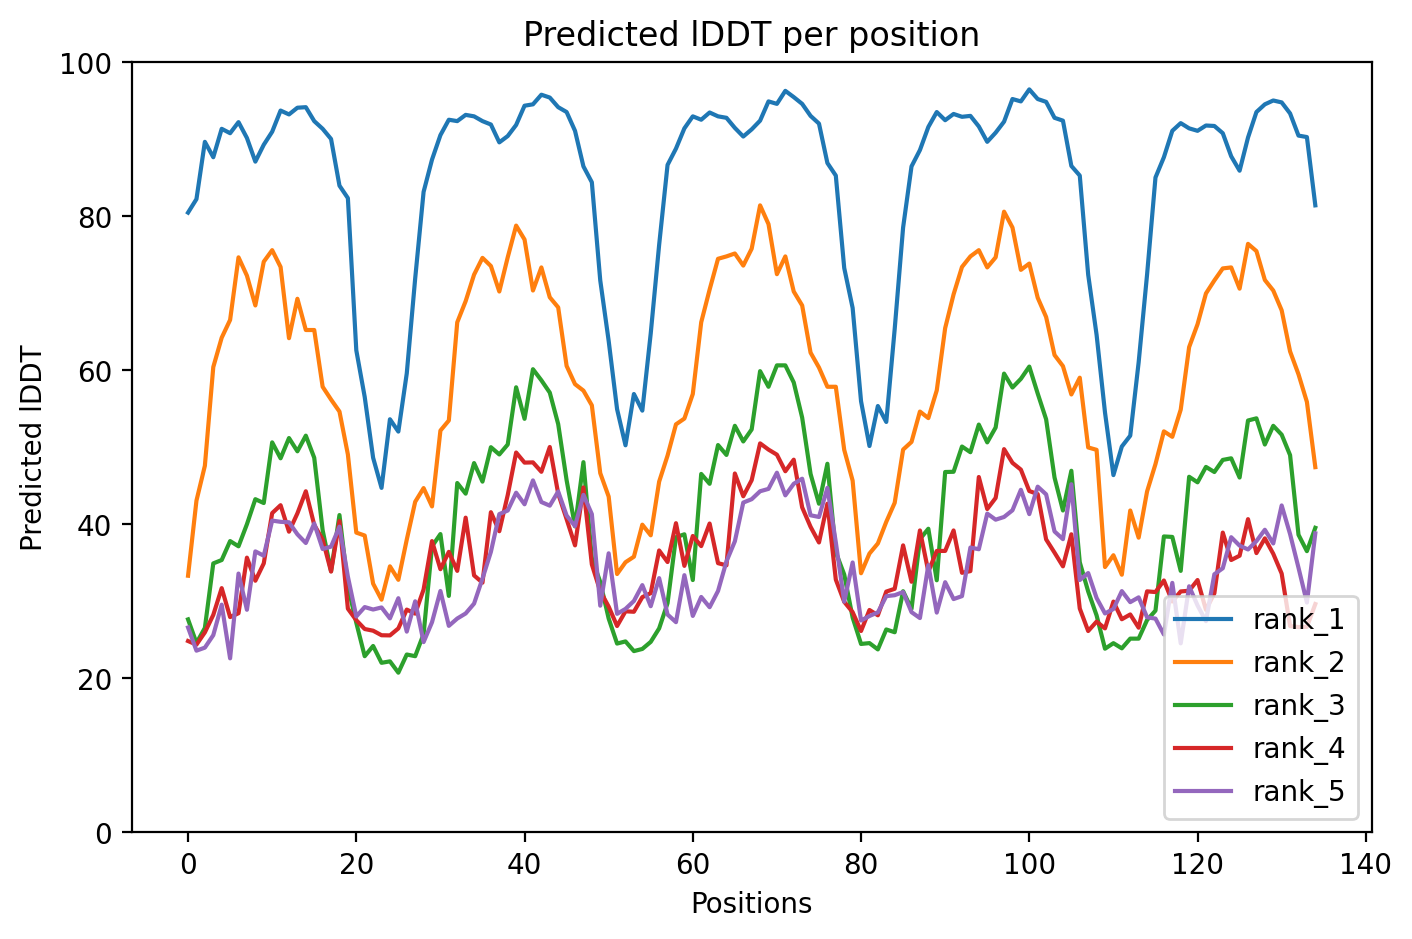 Predicted lDDT per position
Predicted lDDT
100
80
60
40
20
0
0 20 40 60 80 100 120 140
Positions
rank_1
rank_2
rank_3
rank_4
rank_5